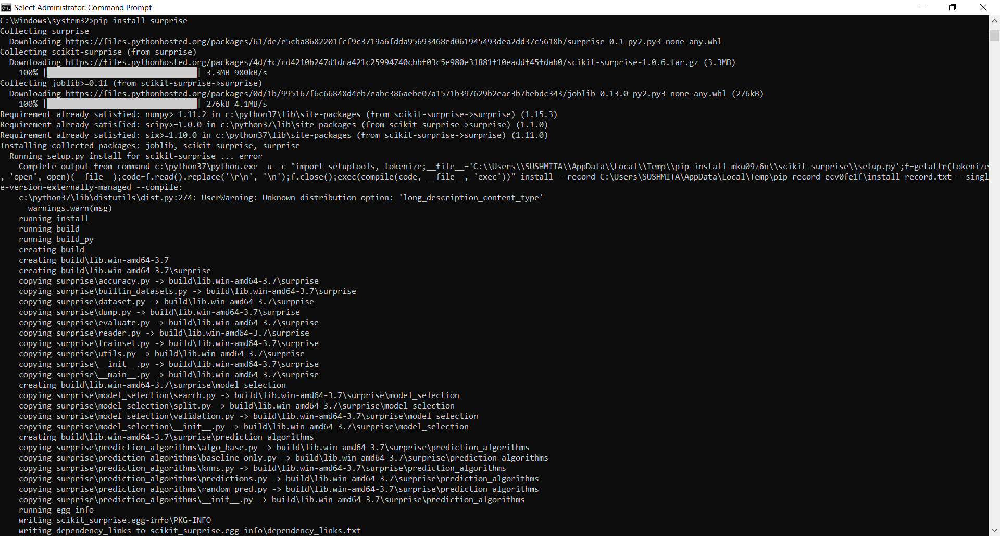 Select Administrator: Command Prompt
C:\Windows\system32>pip install surprise
Collecting surprise
  Downloading https://files.pythonhosted.org/packages/61/de/e5cba8682201fcf9c3719a6fdda95693468ed061945493dea2dd37c5618b/surprise-0.1-py2.py3-none-any.whl
Collecting scikit-surprise (from surprise)
  Downloading https://files.pythonhosted.org/packages/4d/fc/cd4210b247d1dca421c25994740cbbf03c5e980e31881f10eaddf45fdab0/scikit-surprise-1.0.6.tar.gz (3.3MB)
    100% |████████████████████████████████| 3.3MB 980kB/s
Collecting joblib>=0.11 (from scikit-surprise->surprise)
  Downloading https://files.pythonhosted.org/packages/0d/1b/995167f6c66848d4eb7eabc386aebe07a1571b397629b2eac3b7bebdc343/joblib-0.13.0-py2.py3-none-any.whl (276kB)
    100% |████████████████████████████████| 276kB 4.1MB/s
Requirement already satisfied: numpy>=1.11.2 in c:\python37\lib\site-packages (from scikit-surprise->surprise) (1.15.3)
Requirement already satisfied: scipy>=1.0.0 in c:\python37\lib\site-packages (from scikit-surprise->surprise) (1.1.0)
Requirement already satisfied: six>=1.10.0 in c:\python37\lib\site-packages (from scikit-surprise->surprise) (1.11.0)
Installing collected packages: joblib, scikit-surprise, surprise
  Running setup.py install for scikit-surprise ... error
    Complete output from command c:\python37\python.exe -u -c "import setuptools, tokenize;__file__='C:\\Users\\SUSHMITA\\AppData\\Local\\Temp\\pip-install-mku09z6n\\scikit-surprise\\setup.py';f=getattr(tokenize
, 'open', open)(__file__);code=f.read().replace('\r\n', '\n');f.close();exec(compile(code, __file__, 'exec'))" install --record C:\Users\SUSHMITA\AppData\Local\Temp\pip-record-ecv0fe1f\install-record.txt --singl
e-version-externally-managed --compile:
    c:\python37\lib\distutils\dist.py:274: UserWarning: Unknown distribution option: 'long_description_content_type'
      warnings.warn(msg)
    running install
    running build
    running build_py
    creating build
    creating build\lib.win-amd64-3.7
    creating build\lib.win-amd64-3.7\surprise
    copying surprise\accuracy.py -> build\lib.win-amd64-3.7\surprise
    copying surprise\builtin_datasets.py -> build\lib.win-amd64-3.7\surprise
    copying surprise\dataset.py -> build\lib.win-amd64-3.7\surprise
    copying surprise\dump.py -> build\lib.win-amd64-3.7\surprise
    copying surprise\evaluate.py -> build\lib.win-amd64-3.7\surprise
    copying surprise\reader.py -> build\lib.win-amd64-3.7\surprise
    copying surprise\trainset.py -> build\lib.win-amd64-3.7\surprise
    copying surprise\utils.py -> build\lib.win-amd64-3.7\surprise
    copying surprise\__init__.py -> build\lib.win-amd64-3.7\surprise
    copying surprise\__main__.py -> build\lib.win-amd64-3.7\surprise
    creating build\lib.win-amd64-3.7\surprise\model_selection
    copying surprise\model_selection\search.py -> build\lib.win-amd64-3.7\surprise\model_selection
    copying surprise\model_selection\split.py -> build\lib.win-amd64-3.7\surprise\model_selection
    copying surprise\model_selection\validation.py -> build\lib.win-amd64-3.7\surprise\model_selection
    copying surprise\model_selection\__init__.py -> build\lib.win-amd64-3.7\surprise\model_selection
    creating build\lib.win-amd64-3.7\surprise\prediction_algorithms
    copying surprise\prediction_algorithms\algo_base.py -> build\lib.win-amd64-3.7\surprise\prediction_algorithms
    copying surprise\prediction_algorithms\baseline_only.py -> build\lib.win-amd64-3.7\surprise\prediction_algorithms
    copying surprise\prediction_algorithms\knns.py -> build\lib.win-amd64-3.7\surprise\prediction_algorithms
    copying surprise\prediction_algorithms\predictions.py -> build\lib.win-amd64-3.7\surprise\prediction_algorithms
    copying surprise\prediction_algorithms\random_pred.py -> build\lib.win-amd64-3.7\surprise\prediction_algorithms
    copying surprise\prediction_algorithms\__init__.py -> build\lib.win-amd64-3.7\surprise\prediction_algorithms
    running egg_info
    writing scikit_surprise.egg-info\PKG-INFO
    writing dependency_links to scikit_surprise.egg-info\dependency_links.txt